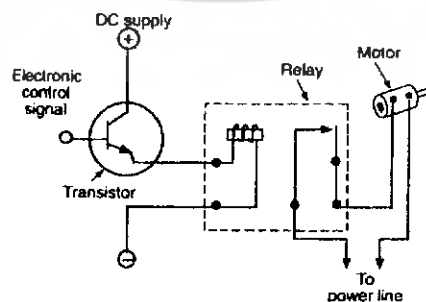 DC supply
Electronic
control
signal
Relay
Motor
Transistor
To
power line